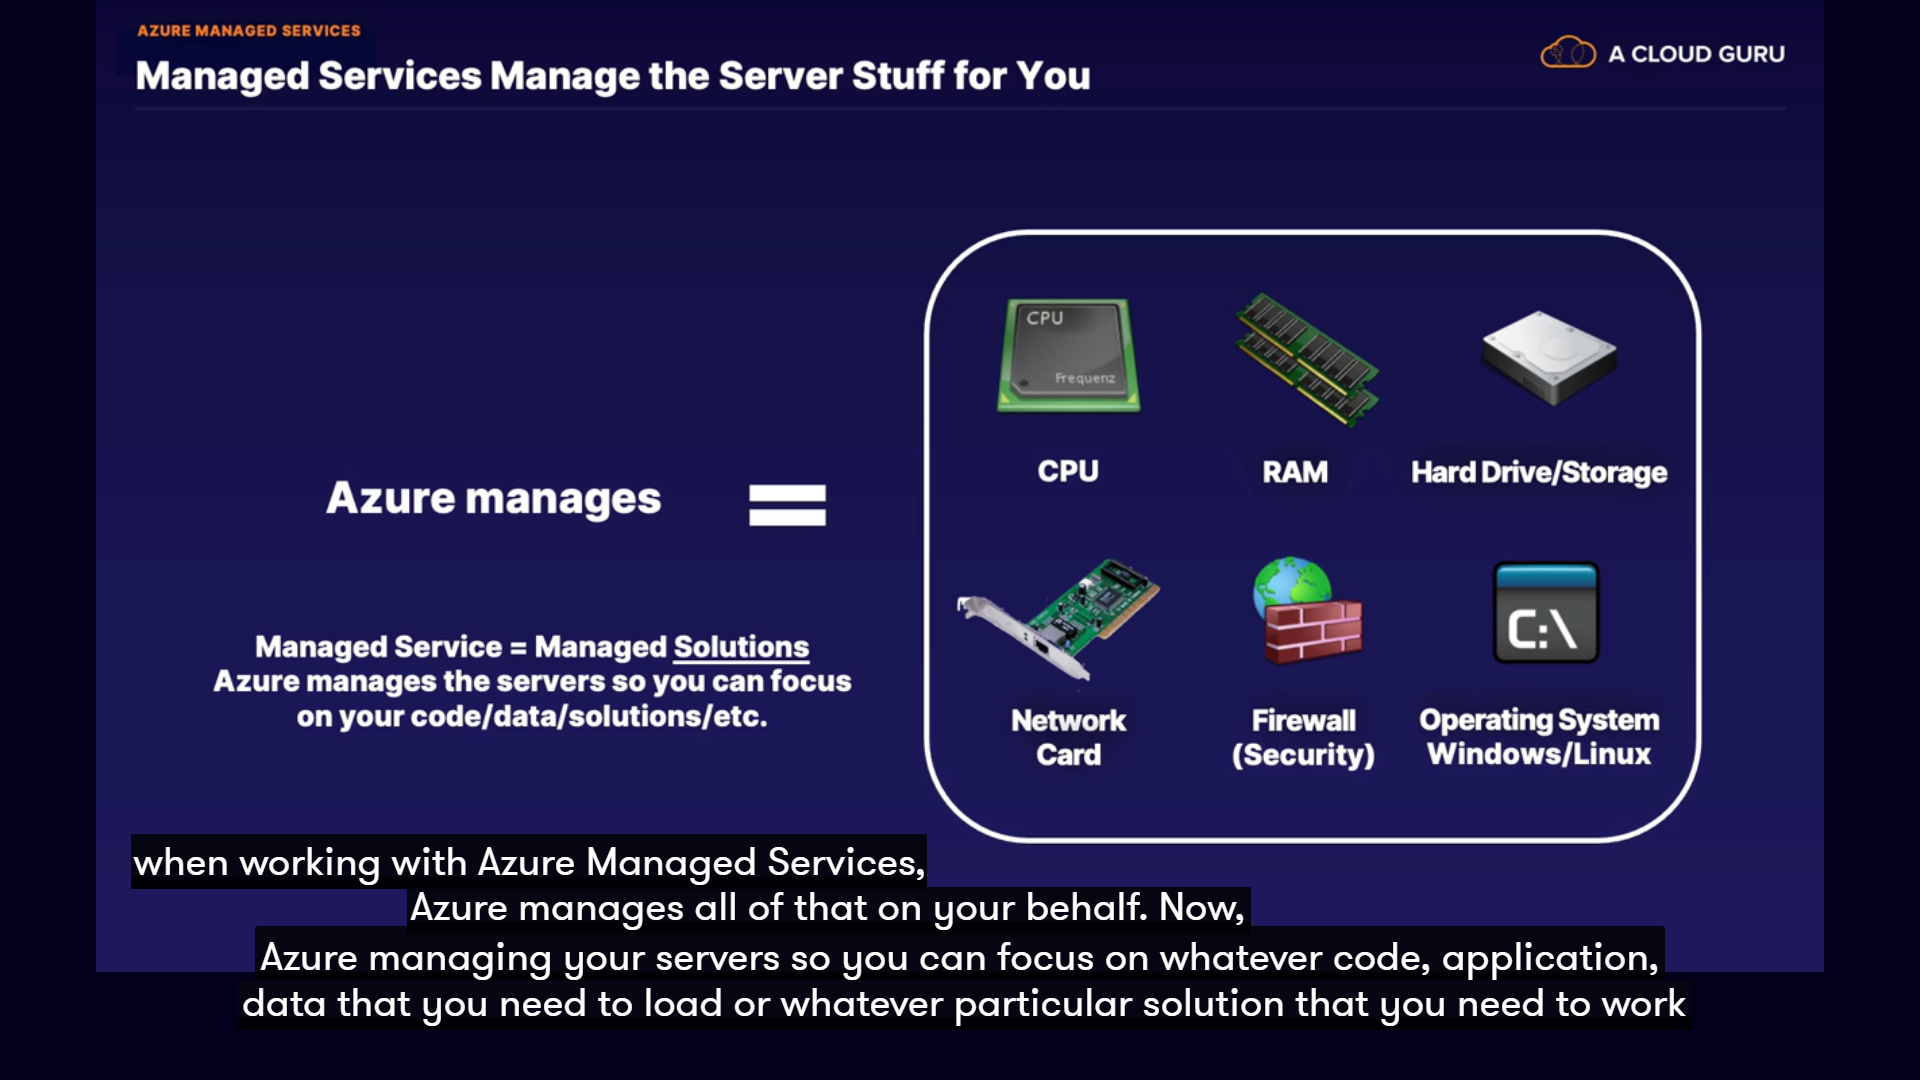 AZURE MANAGED SERVICES
Managed Services Manage the Server Stuff for You
A CLOUD GURU
CPU
Frequenz
CPU
RAM
Hard Drive/Storage
Azure manages
=
C:\
Managed Service = Managed Solutions
Azure manages the servers so you can focus
on your code/data/solutions/etc.
Network
Card
Firewall
(Security)
Operating System
Windows/Linux
when working with Azure Managed Services,
Azure manages all of that on your behalf. Now,
Azure managing your servers so you can focus on whatever code, application,
data that you need to load or whatever particular solution that you need to work